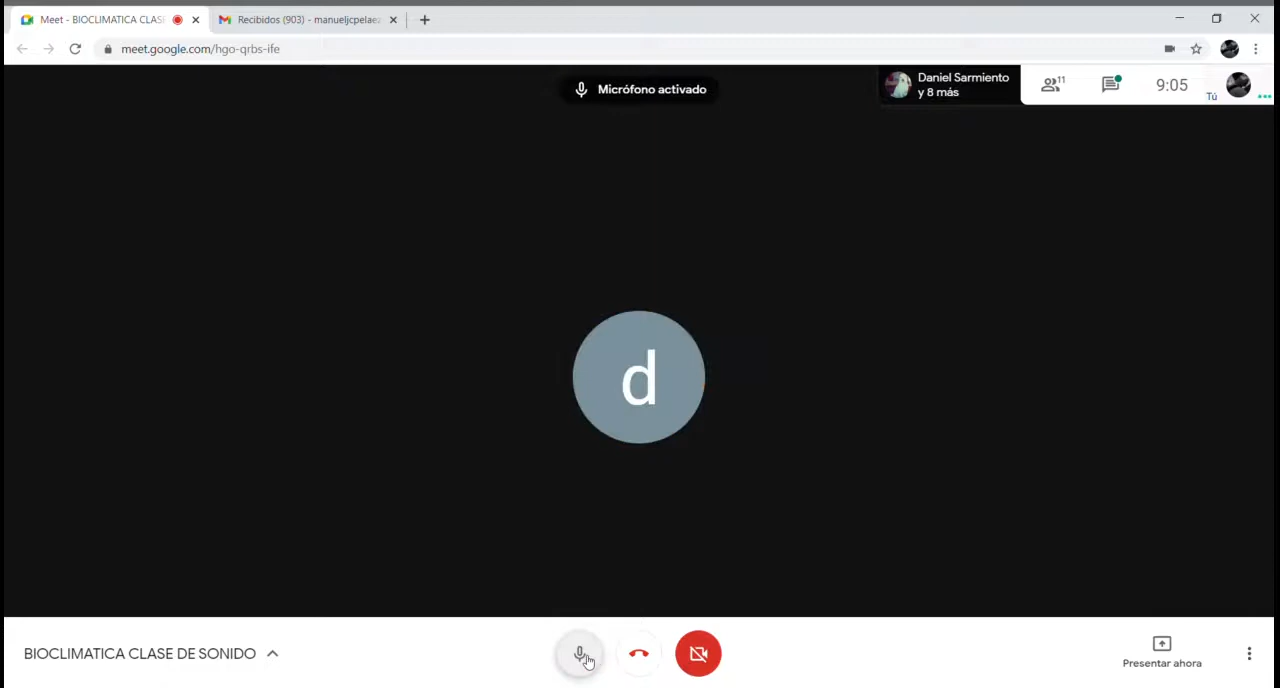 Meet - BIOCLIMATICA CLAS
Recibidos (903) - manueljcpelaez
meet.google.com/hgo-qrbs-ife
Micrófono activado
Daniel Sarmiento
y 8 más
11
9:05
Tú
d
BIOCLIMATICA CLASE DE SONIDO
Presentar ahora